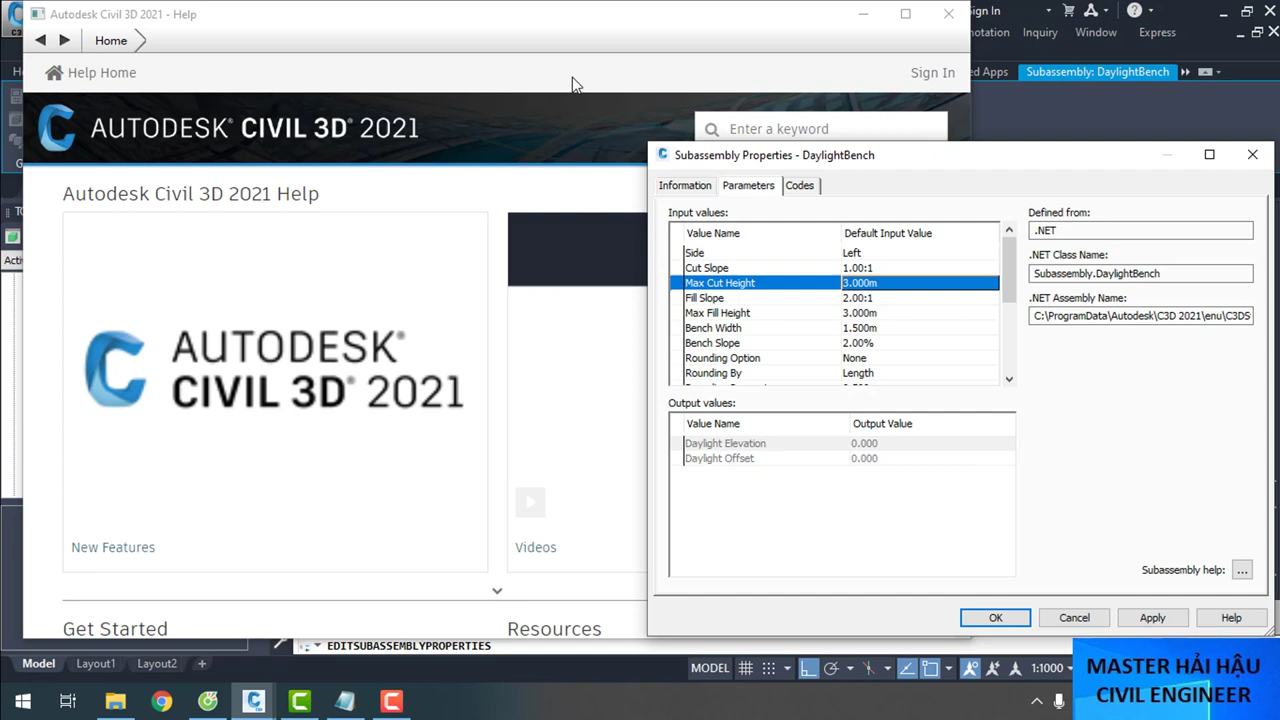 Autodesk Civil 3D 2021 - Help
Sign In
Home
Help Home
Sign In
notation Inquiry Window Express
ed Apps Subassembly: DaylightBench
AUTODESK® CIVIL 3D® 2021
Enter a keyword
Autodesk Civil 3D 2021 Help
AUTODESK®
CIVIL 3D® 2021
New Features
Videos
Get Started
Resources
Subassembly Properties - DaylightBench
Information Parameters Codes
Input values:
Value Name Default Input Value
Side Left
Cut Slope 1.00:1
Max Cut Height 3.000m
Fill Slope 2.00:1
Max Fill Height 3.000m
Bench Width 1.500m
Bench Slope 2.00%
Rounding Option None
Rounding By Length
Output values:
Value Name Output Value
Daylight Elevation 0.000
Daylight Offset 0.000
Defined from:
.NET
.NET Class Name:
Subassembly.DaylightBench
.NET Assembly Name:
C:\ProgramData\Autodesk\C3D 2021\enu\C3DS
Subassembly help: ...
OK Cancel Apply Help
TO
Acti
EDITSUBASSEMBLYPROPERTIES
Model Layout1 Layout2 +
MODEL 1:1000
MASTER HẢI HẬU
CIVIL ENGINEER